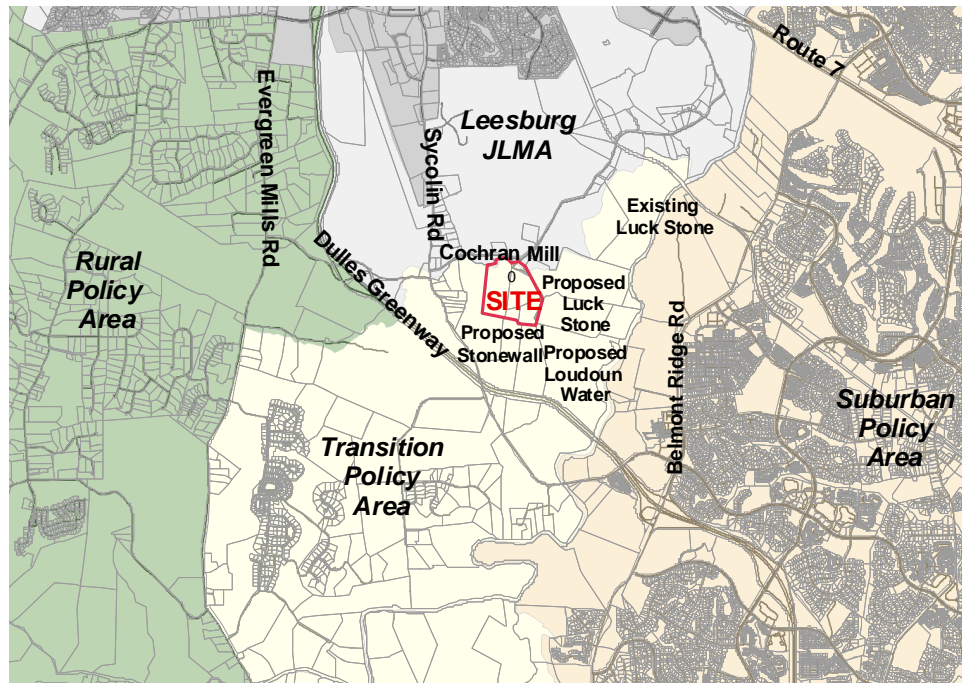 Route 7
Evergreen Mills Rd
Sycolin Rd
Leesburg
JLMA
Existing
Luck Stone
Rural
Policy
Area
Dulles Greenway
Cochran Mill
0
SITE
Proposed
Luck
Stone
Proposed
Stonewall
Proposed
Loudoun
Water
Belmont Ridge Rd
Suburban
Policy
Area
Transition
Policy
Area